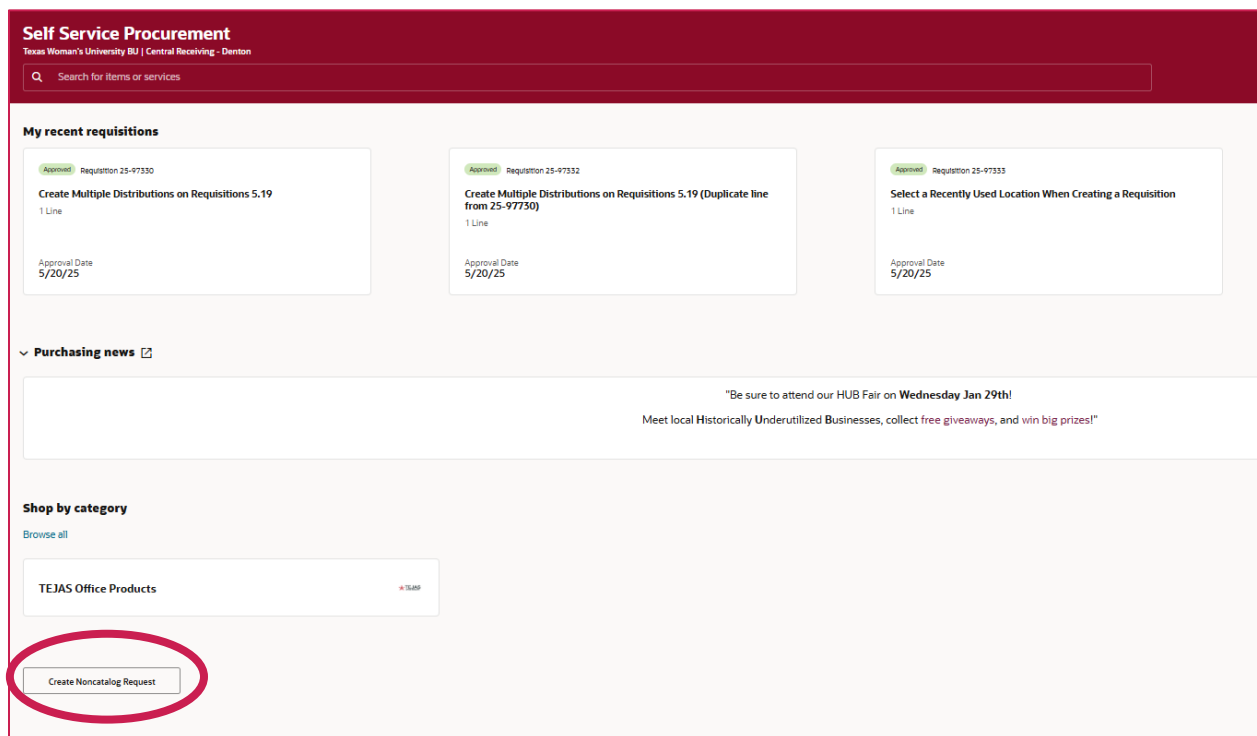 Self Service Procurement
Texas Woman's University BU | Central Receiving - Denton
Search for items or services
My recent requisitions
Approved Requisition 25-97330
Create Multiple Distributions on Requisitions 5.19
1 Line
Approval Date
5/20/25
Approved Requisition 25-97332
Create Multiple Distributions on Requisitions 5.19 (Duplicate line
from 25-97730)
1 Line
Approval Date
5/20/25
Approved Requisition 25-97333
Select a Recently Used Location When Creating a Requisition
1 Line
Approval Date
5/20/25
Purchasing news
"Be sure to attend our HUB Fair on Wednesday Jan 29th!
Meet local Historically Underutilized Businesses, collect free giveaways, and win big prizes!"
Shop by category
Browse all
TEJAS Office Products
Create Noncatalog Request